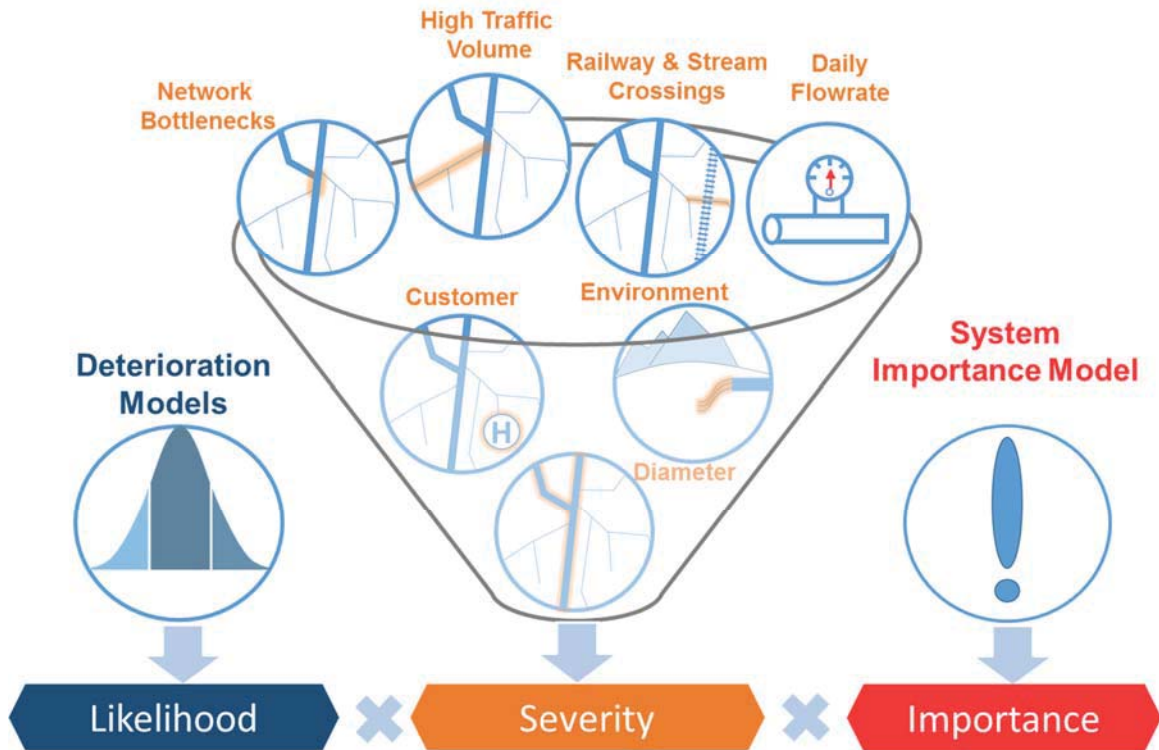 High Traffic
Volume
Railway & Stream
Crossings
Daily
Flowrate
Network
Bottlenecks
Customer
Environment
System
Importance Model
Deterioration
Models
H
Diameter
Likelihood
Severity
Importance